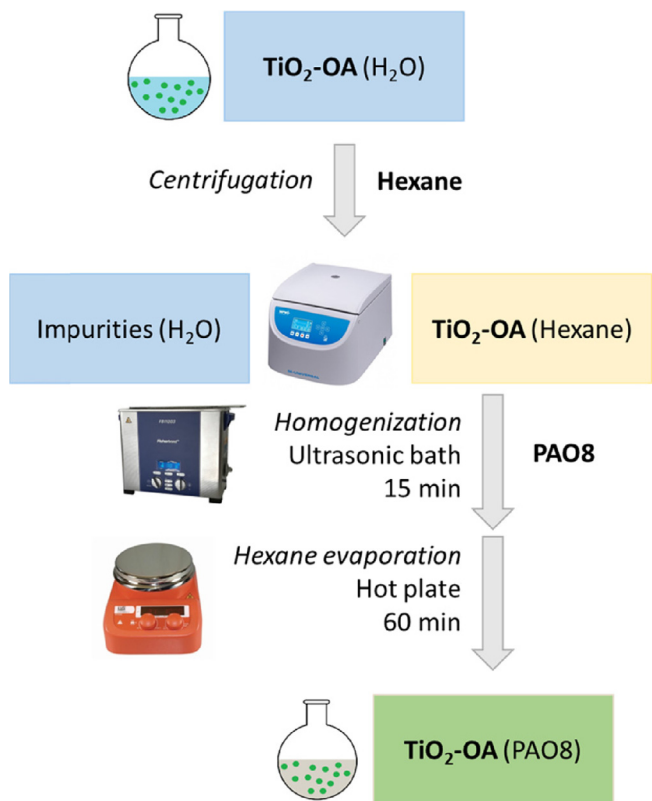 TiO₂-OA (H₂O)
Centrifugation Hexane
Impurities (H₂O)
TiO₂-OA (Hexane)
Homogenization
Ultrasonic bath
15 min
PAO8
Hexane evaporation
Hot plate
60 min
TiO₂-OA (PAO8)